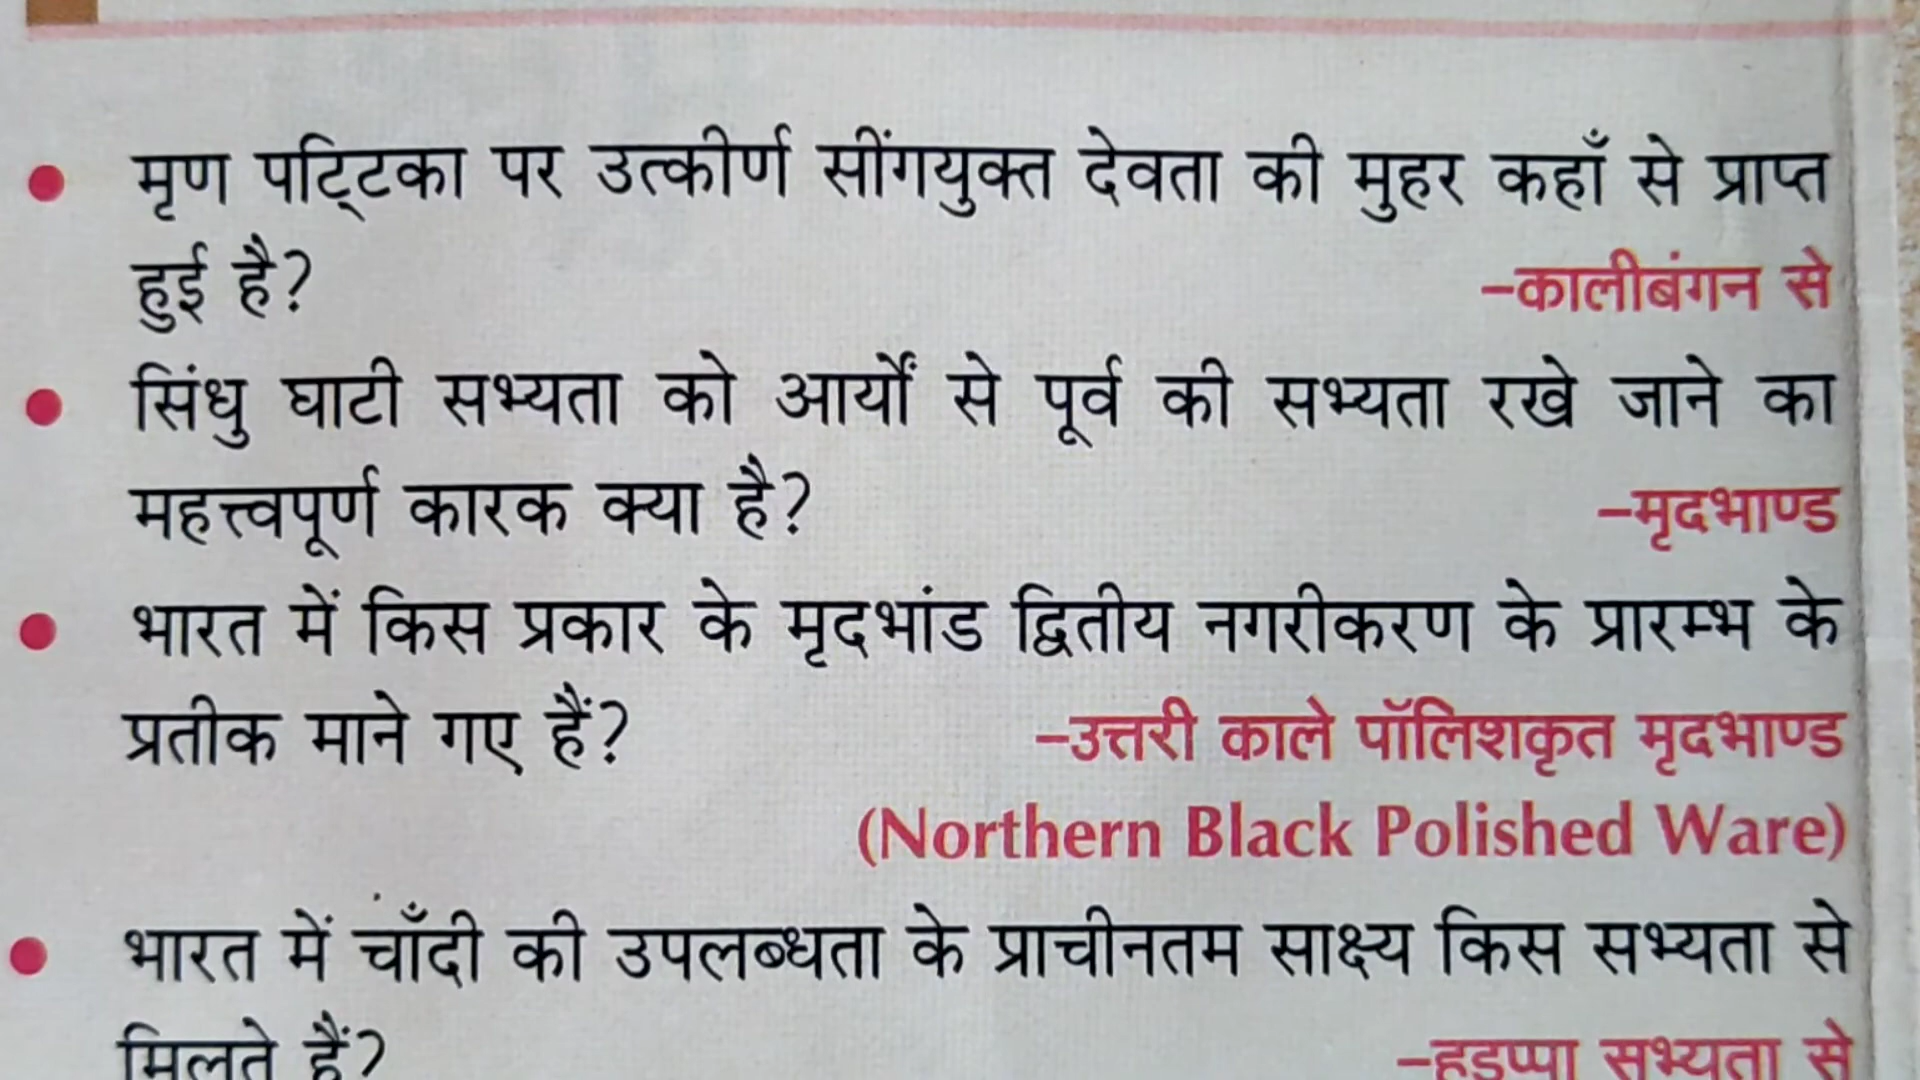 • मृण पट्टिका पर उत्कीर्ण सींगयुक्त देवता की मुहर कहाँ से प्राप्त
हुई है? –कालीबंगन से
• सिंधु घाटी सभ्यता को आर्यों से पूर्व की सभ्यता रखे जाने का
महत्त्वपूर्ण कारक क्या है? –मृदभाण्ड
• भारत में किस प्रकार के मृदभांड द्वितीय नगरीकरण के प्रारम्भ के
प्रतीक माने गए हैं? –उत्तरी काले पॉलिशकृत मृदभाण्ड
(Northern Black Polished Ware)
• भारत में चाँदी की उपलब्धता के प्राचीनतम साक्ष्य किस सभ्यता से
मिलते हैं? –हड़प्पा सभ्यता से